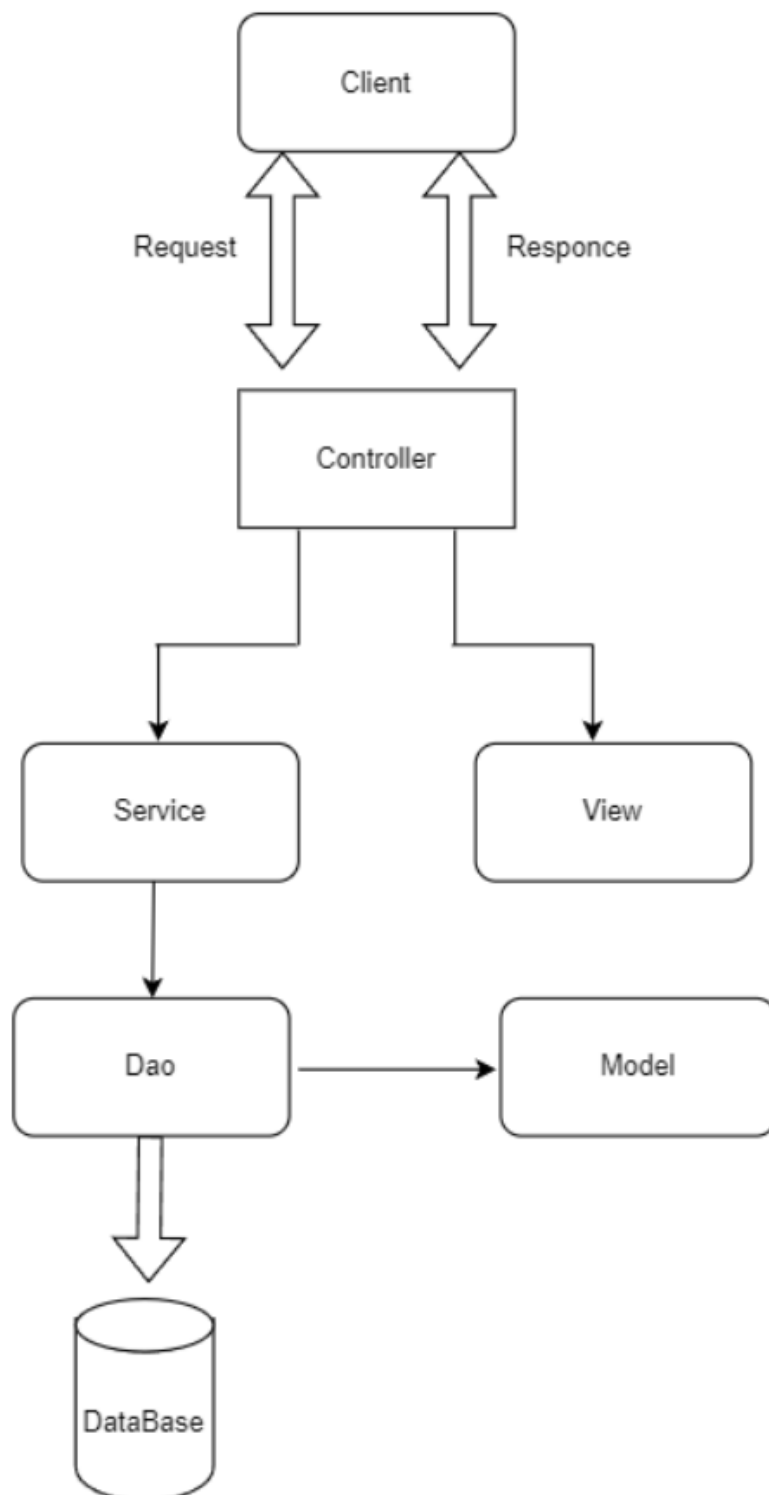 Client
Request
Responce
Controller
Service
View
Dao
Model
DataBase